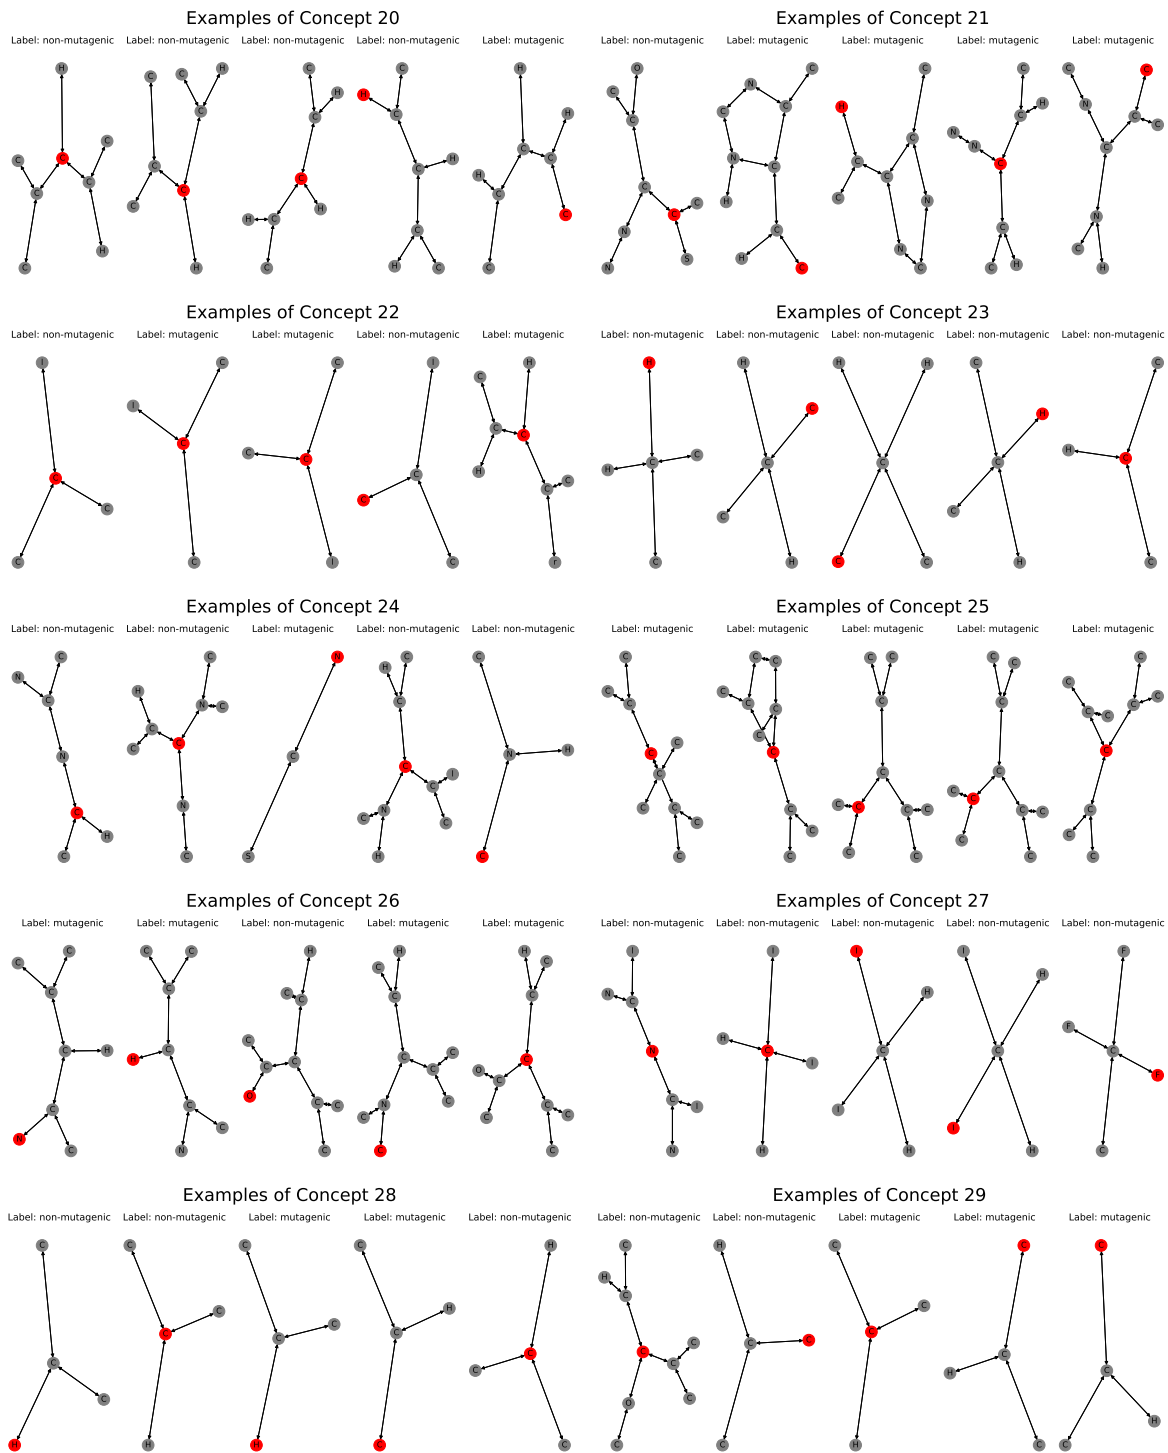 Examples of Concept 20
Label: non-mutagenic Label: non-mutagenic Label: non-mutagenic Label: non-mutagenic Label: mutagenic
Examples of Concept 21
Label: non-mutagenic Label: mutagenic Label: mutagenic Label: mutagenic Label: mutagenic
Examples of Concept 22
Label: non-mutagenic Label: mutagenic Label: mutagenic Label: non-mutagenic Label: mutagenic
Examples of Concept 23
Label: non-mutagenic Label: mutagenic Label: mutagenic Label: non-mutagenic Label: non-mutagenic
Examples of Concept 24
Label: non-mutagenic Label: non-mutagenic Label: mutagenic Label: non-mutagenic Label: non-mutagenic
Examples of Concept 25
Label: mutagenic Label: mutagenic Label: mutagenic Label: mutagenic Label: mutagenic
Examples of Concept 26
Label: mutagenic Label: mutagenic Label: non-mutagenic Label: mutagenic Label: mutagenic
Examples of Concept 27
Label: non-mutagenic Label: non-mutagenic Label: non-mutagenic Label: non-mutagenic Label: non-mutagenic
Examples of Concept 28
Label: non-mutagenic Label: non-mutagenic Label: mutagenic Label: mutagenic Label: non-mutagenic
Examples of Concept 29
Label: non-mutagenic Label: non-mutagenic Label: mutagenic Label: mutagenic Label: mutagenic